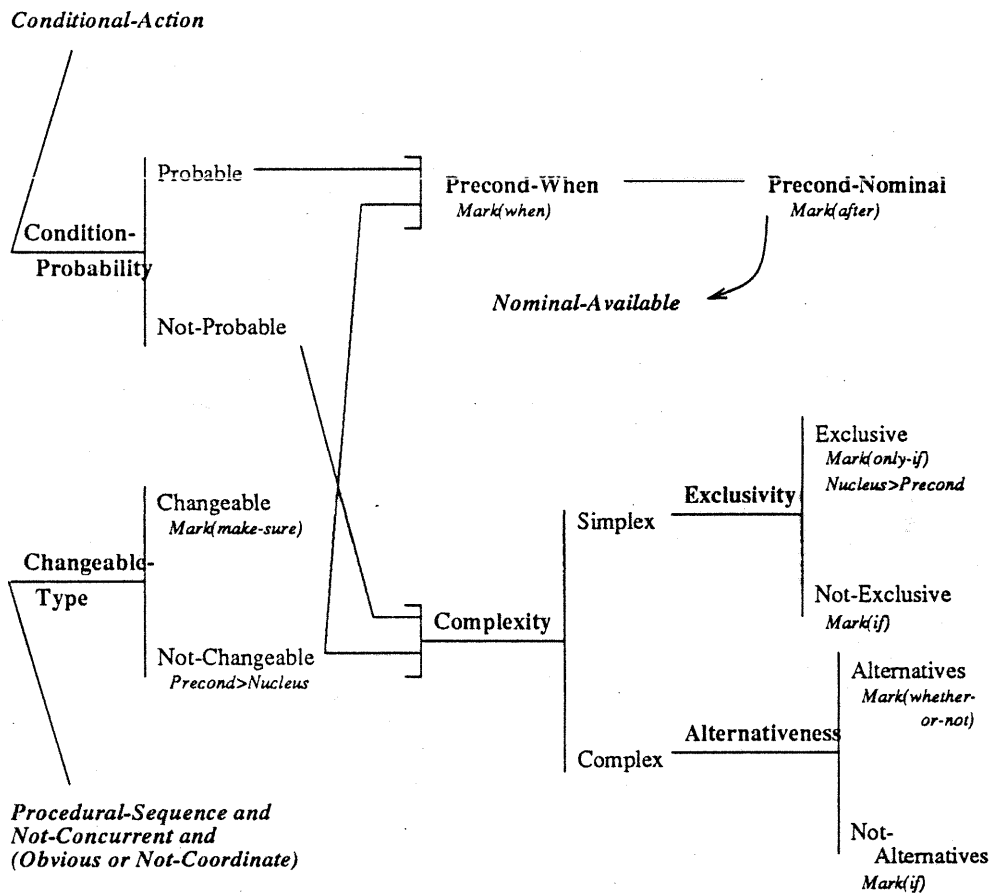 Conditional-Action
Probable
Precond-When
Mark(when)
Precond-Nominal
Mark(after)
Condition-
Probability
Nominal-Available
Not-Probable
Exclusive
Mark(only-if)
Nucleus>Precond
Exclusivity
Changeable
Mark(make-sure)
Simplex
Changeable-
Type
Not-Exclusive
Mark(if)
Complexity
Not-Changeable
Precond>Nucleus
Alternatives
Mark(whether-
or-not)
Alternativeness
Complex
Procedural-Sequence and
Not-Concurrent and
(Obvious or Not-Coordinate)
Not-
Alternatives
Mark(if)